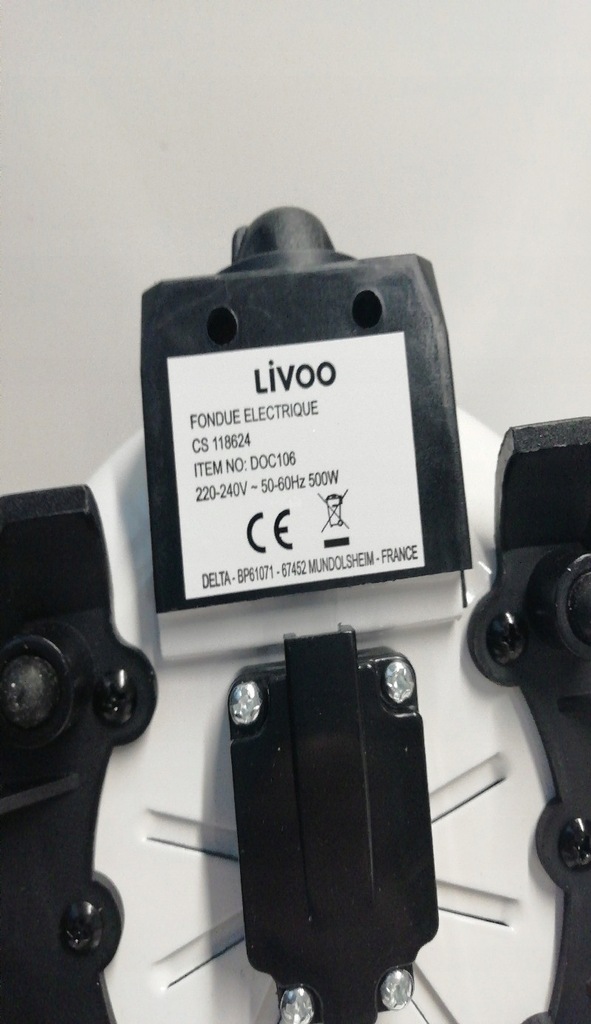 LiVOO
FONDUE ELECTRIQUE
CS 118624
ITEM NO: DOC106
220-240V ~ 50-60Hz 500W
CE
DELTA - BP61071 - 67452 MUNDOLSHEIM - FRANCE